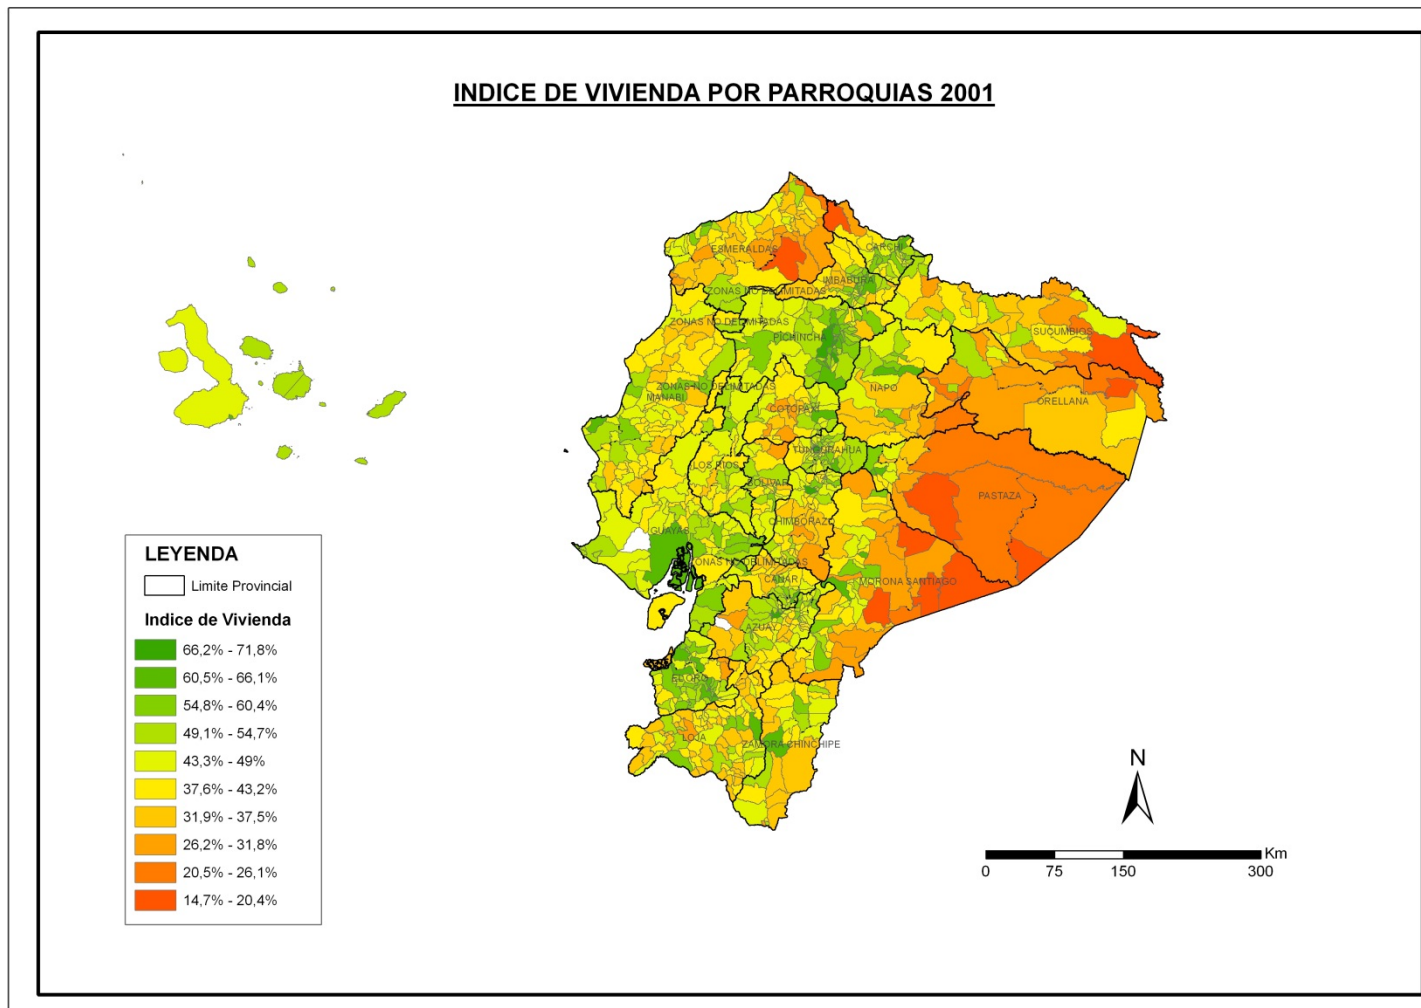 INDICE DE VIVIENDA POR PARROQUIAS 2001
ESMERALDAS
CARCHI
IMBABURA
ZONAS NO DELIMITADAS
ZONAS NO DELIMITADAS
PICHINCHA
SUCUMBIOS
ZONAS NO DELIMITADAS
MANABI
NAPO
ORELLANA
COTOPAXI
TUNGURAHUA
LOS RIOS
BOLIVAR
PASTAZA
CHIMBORAZO
GUAYAS
ZONAS NO DELIMITADAS
CAÑAR
MORONA SANTIAGO
AZUAY
EL ORO
LOJA
ZAMORA CHINCHIPE
LEYENDA
Limite Provincial
Indice de Vivienda
66,2% - 71,8%
60,5% - 66,1%
54,8% - 60,4%
49,1% - 54,7%
43,3% - 49%
37,6% - 43,2%
31,9% - 37,5%
26,2% - 31,8%
20,5% - 26,1%
14,7% - 20,4%
N
Km
0 75 150 300